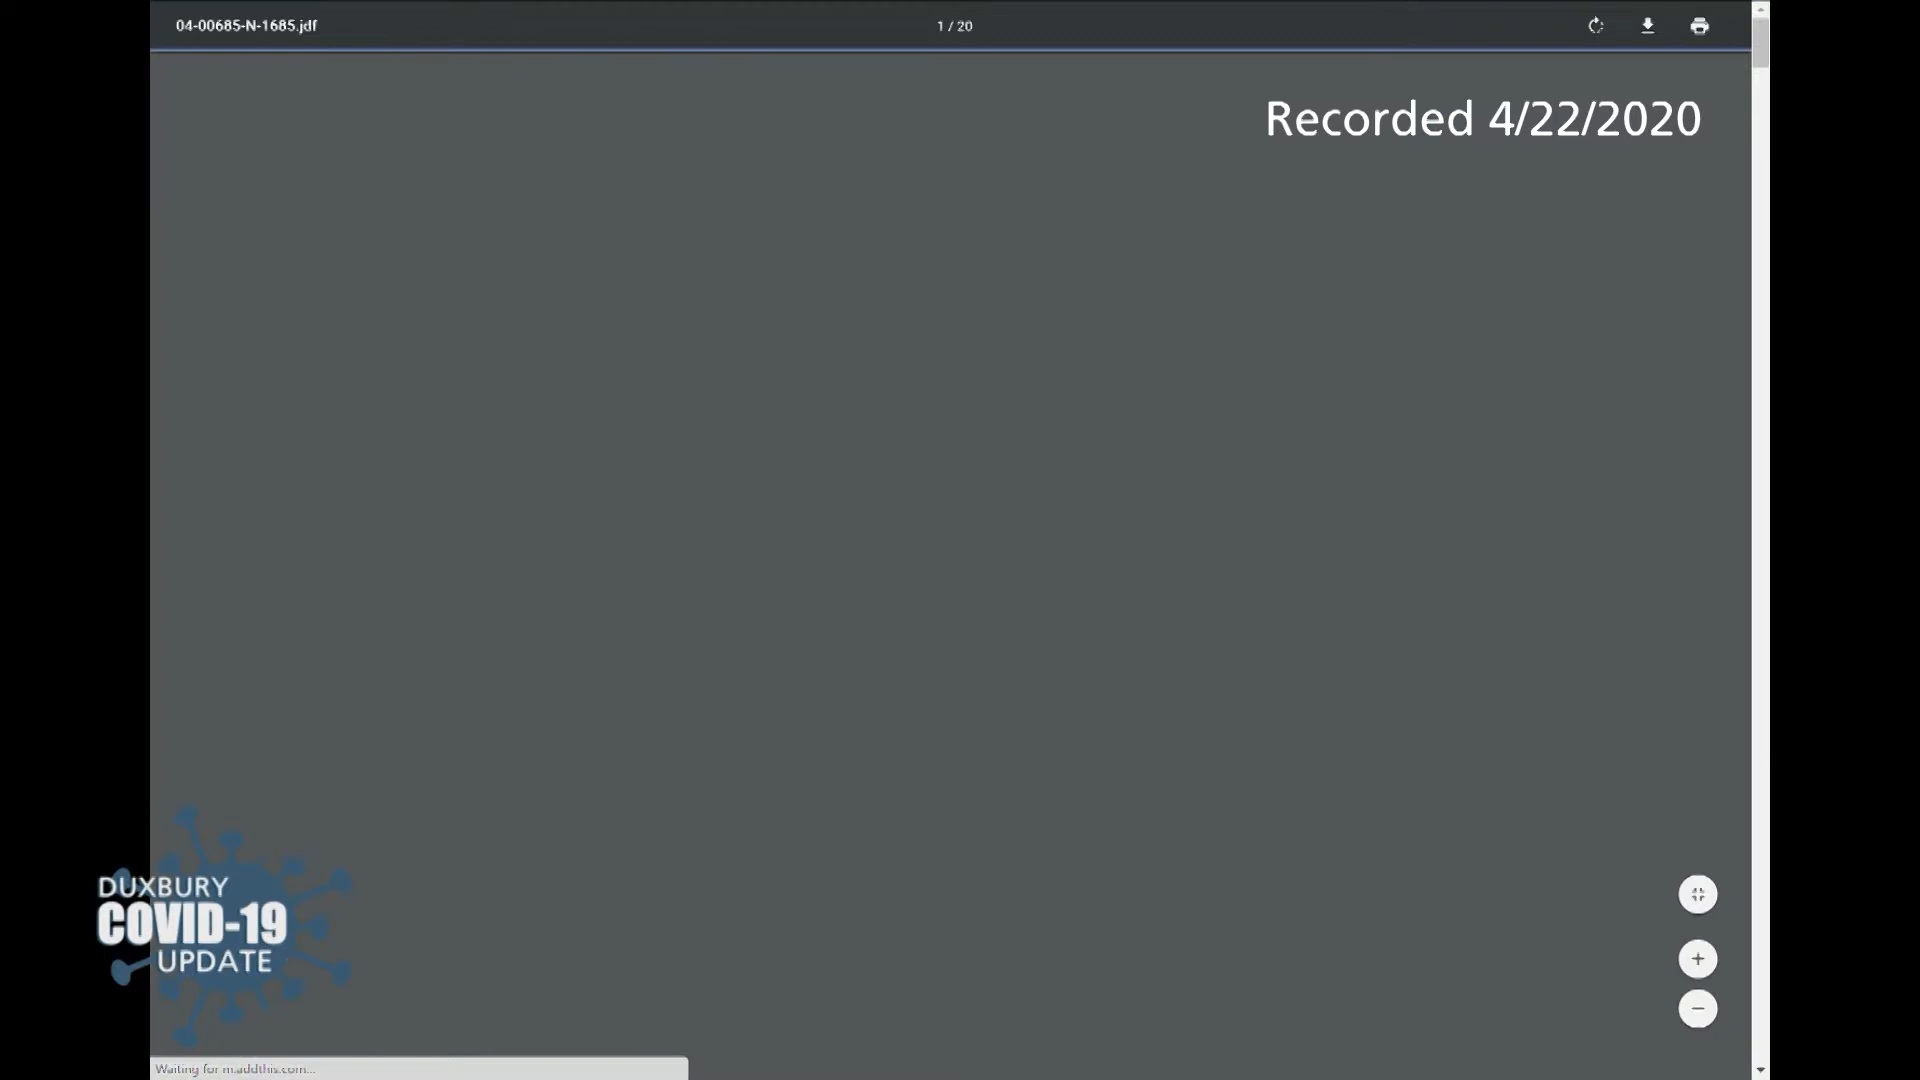 04-00685-N-1685.jdf
1 / 20
Recorded 4/22/2020
DUXBURY
COVID-19
UPDATE
Waiting for m.addthis.com...